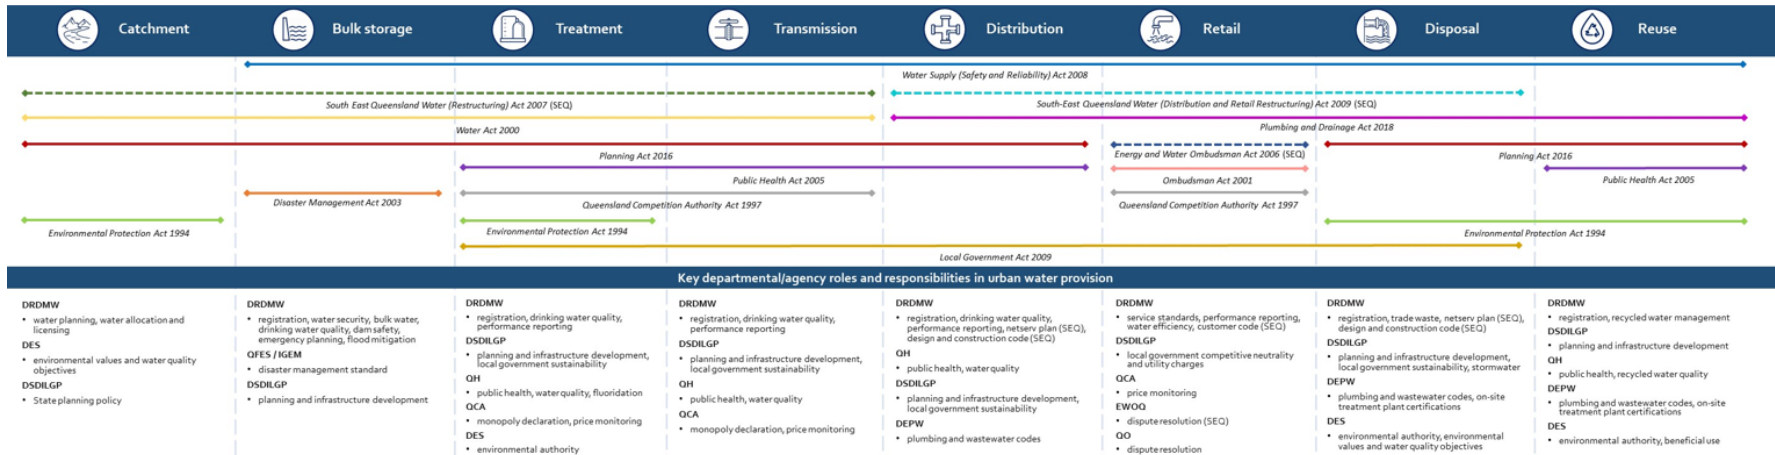 Catchment
Bulk storage
Treatment
Transmission
Distribution
Retail
Disposal
Reuse
Water Supply (Safety and Reliability) Act 2008
South East Queensland Water (Restructuring) Act 2007 (SEQ)
South-East Queensland Water (Distribution and Retail Restructuring) Act 2009 (SEQ)
Water Act 2000
Plumbing and Drainage Act 2018
Planning Act 2016
Energy and Water Ombudsman Act 2006 (SEQ)
Planning Act 2016
Public Health Act 2005
Ombudsman Act 2001
Public Health Act 2005
Disaster Management Act 2003
Queensland Competition Authority Act 1997
Queensland Competition Authority Act 1997
Environmental Protection Act 1994
Environmental Protection Act 1994
Environmental Protection Act 1994
Local Government Act 2009
Key departmental/agency roles and responsibilities in urban water provision
DRDMW
• water planning, water allocation and
licensing
DES
• environmental values and water quality
objectives
DSDILGP
• State planning policy
DRDMW
• registration, water security, bulk water,
drinking water quality, dam safety,
emergency planning, flood mitigation
QFES / IGEM
• disaster management standard
DSDILGP
• planning and infrastructure development
DRDMW
• registration, drinking water quality,
performance reporting
DSDILGP
• planning and infrastructure development,
local government sustainability
QH
• public health, water quality, fluoridation
QCA
• monopoly declaration, price monitoring
DES
• environmental authority
DRDMW
• registration, drinking water quality,
performance reporting
DSDILGP
• planning and infrastructure development,
local government sustainability
QH
• public health, water quality
QCA
• monopoly declaration, price monitoring
DRDMW
• registration, drinking water quality,
performance reporting, netserv plan (SEQ),
design and construction code (SEQ)
QH
• public health, water quality
DSDILGP
• planning and infrastructure development,
local government sustainability
DEPW
• plumbing and wastewater codes
DRDMW
• service standards, performance reporting,
water efficiency, customer code (SEQ)
DSDILGP
• local government competitive neutrality
and utility charges
QCA
• price monitoring
EWOQ
• dispute resolution (SEQ)
QO
• dispute resolution
DRDMW
• registration, trade waste, netserv plan (SEQ),
design and construction code (SEQ)
DSDILGP
• planning and infrastructure development,
local government sustainability, stormwater
DEPW
• plumbing and wastewater codes, on-site
treatment plant certifications
DES
• environmental authority, environmental
values and water quality objectives
DRDMW
• registration, recycled water management
DSDILGP
• planning and infrastructure development
QH
• public health, recycled water quality
DEPW
• plumbing and wastewater codes, on-site
treatment plant certifications
DES
• environmental authority, beneficial use